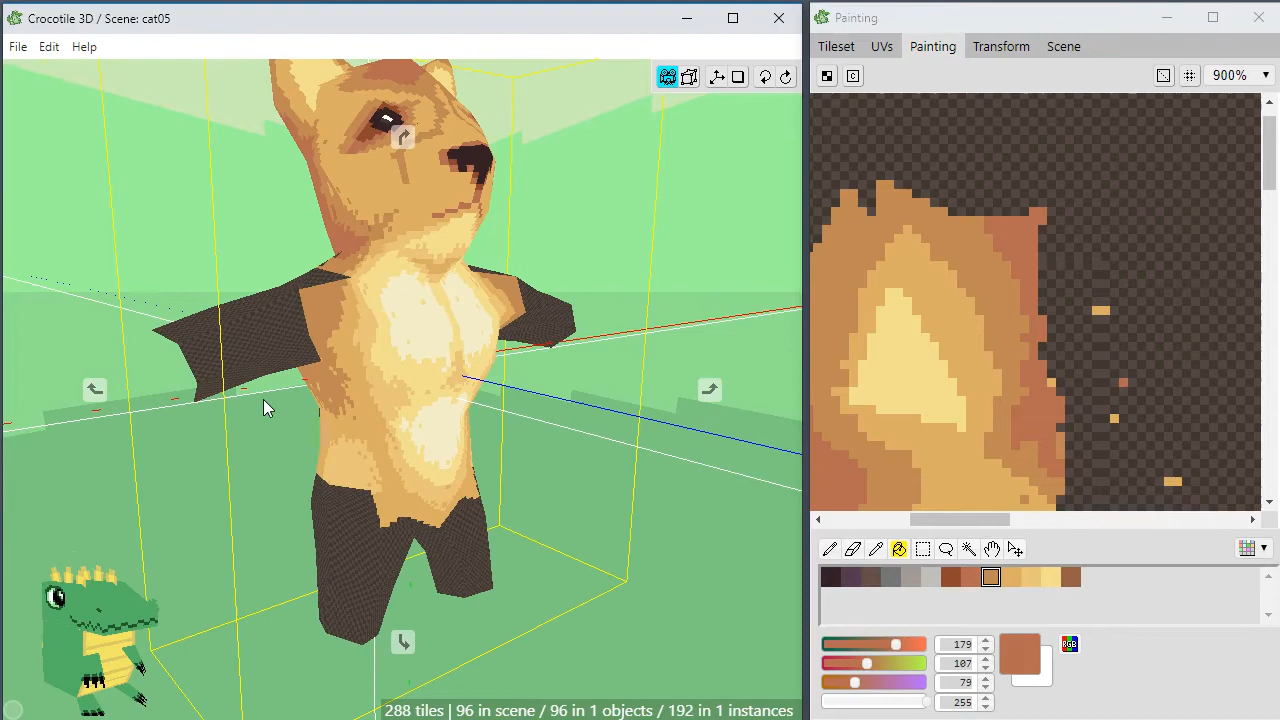 Crocotile 3D / Scene: cat05
File Edit Help
288 tiles | 96 in scene / 96 in 1 objects / 192 in 1 instances
Painting
Tileset UVs Painting Transform Scene
C
900%
RGB
179
107
79
255